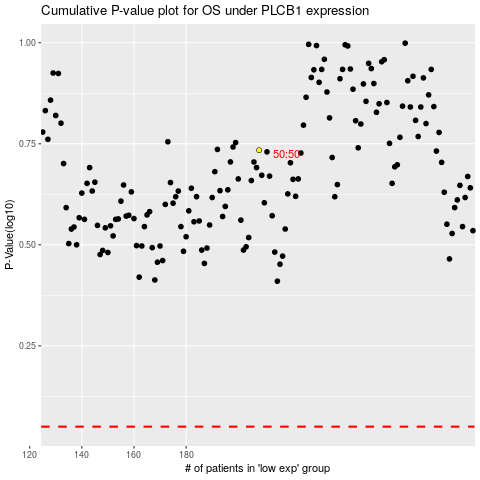 Cumulative P-value plot for OS under PLCB1 expression
P-Value(log10)
1.00
0.75
0.50
0.25
50:50
120 140 160 180
# of patients in 'low exp' group